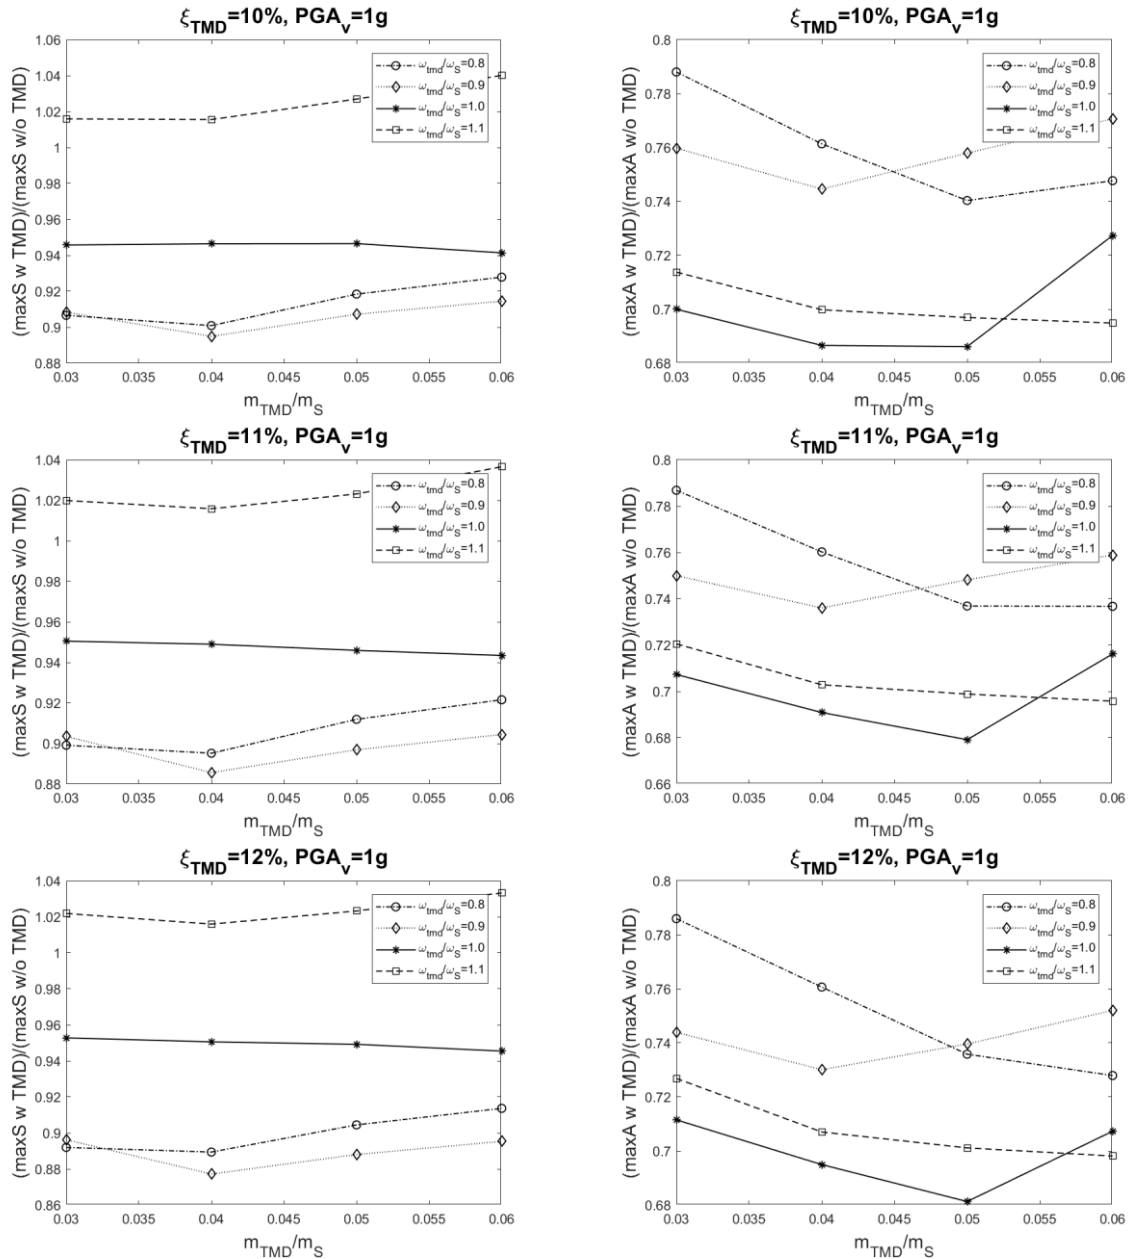 ξTMD=10%, PGAv=1g
(maxS w TMD)/(maxS w/o TMD)
1.06
1.04
1.02
1
0.98
0.96
0.94
0.92
0.9
0.88
ωtmd/ωS=0.8
ωtmd/ωS=0.9
ωtmd/ωS=1.0
ωtmd/ωS=1.1
0.03 0.035 0.04 0.045 0.05 0.055 0.06
mTMD/mS
ξTMD=10%, PGAv=1g
(maxA w TMD)/(maxA w/o TMD)
0.8
0.78
0.76
0.74
0.72
0.7
0.68
ωtmd/ωS=0.8
ωtmd/ωS=0.9
ωtmd/ωS=1.0
ωtmd/ωS=1.1
0.03 0.035 0.04 0.045 0.05 0.055 0.06
mTMD/mS
ξTMD=11%, PGAv=1g
(maxS w TMD)/(maxS w/o TMD)
1.04
1.02
1
0.98
0.96
0.94
0.92
0.9
0.88
ωtmd/ωS=0.8
ωtmd/ωS=0.9
ωtmd/ωS=1.0
ωtmd/ωS=1.1
0.03 0.035 0.04 0.045 0.05 0.055 0.06
mTMD/mS
ξTMD=11%, PGAv=1g
(maxA w TMD)/(maxA w/o TMD)
0.8
0.78
0.76
0.74
0.72
0.7
0.68
0.66
ωtmd/ωS=0.8
ωtmd/ωS=0.9
ωtmd/ωS=1.0
ωtmd/ωS=1.1
0.03 0.035 0.04 0.045 0.05 0.055 0.06
mTMD/mS
ξTMD=12%, PGAv=1g
(maxS w TMD)/(maxS w/o TMD)
1.04
1.02
1
0.98
0.96
0.94
0.92
0.9
0.88
0.86
ωtmd/ωS=0.8
ωtmd/ωS=0.9
ωtmd/ωS=1.0
ωtmd/ωS=1.1
0.03 0.035 0.04 0.045 0.05 0.055 0.06
mTMD/mS
ξTMD=12%, PGAv=1g
(maxA w TMD)/(maxA w/o TMD)
0.8
0.78
0.76
0.74
0.72
0.7
0.68
ωtmd/ωS=0.8
ωtmd/ωS=0.9
ωtmd/ωS=1.0
ωtmd/ωS=1.1
0.03 0.035 0.04 0.045 0.05 0.055 0.06
mTMD/mS